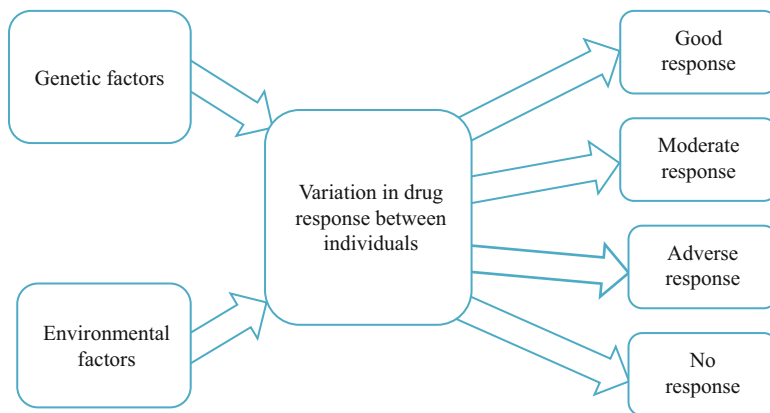 Genetic factors
Environmental
factors
Variation in drug
response between
individuals
Good
response
Moderate
response
Adverse
response
No
response